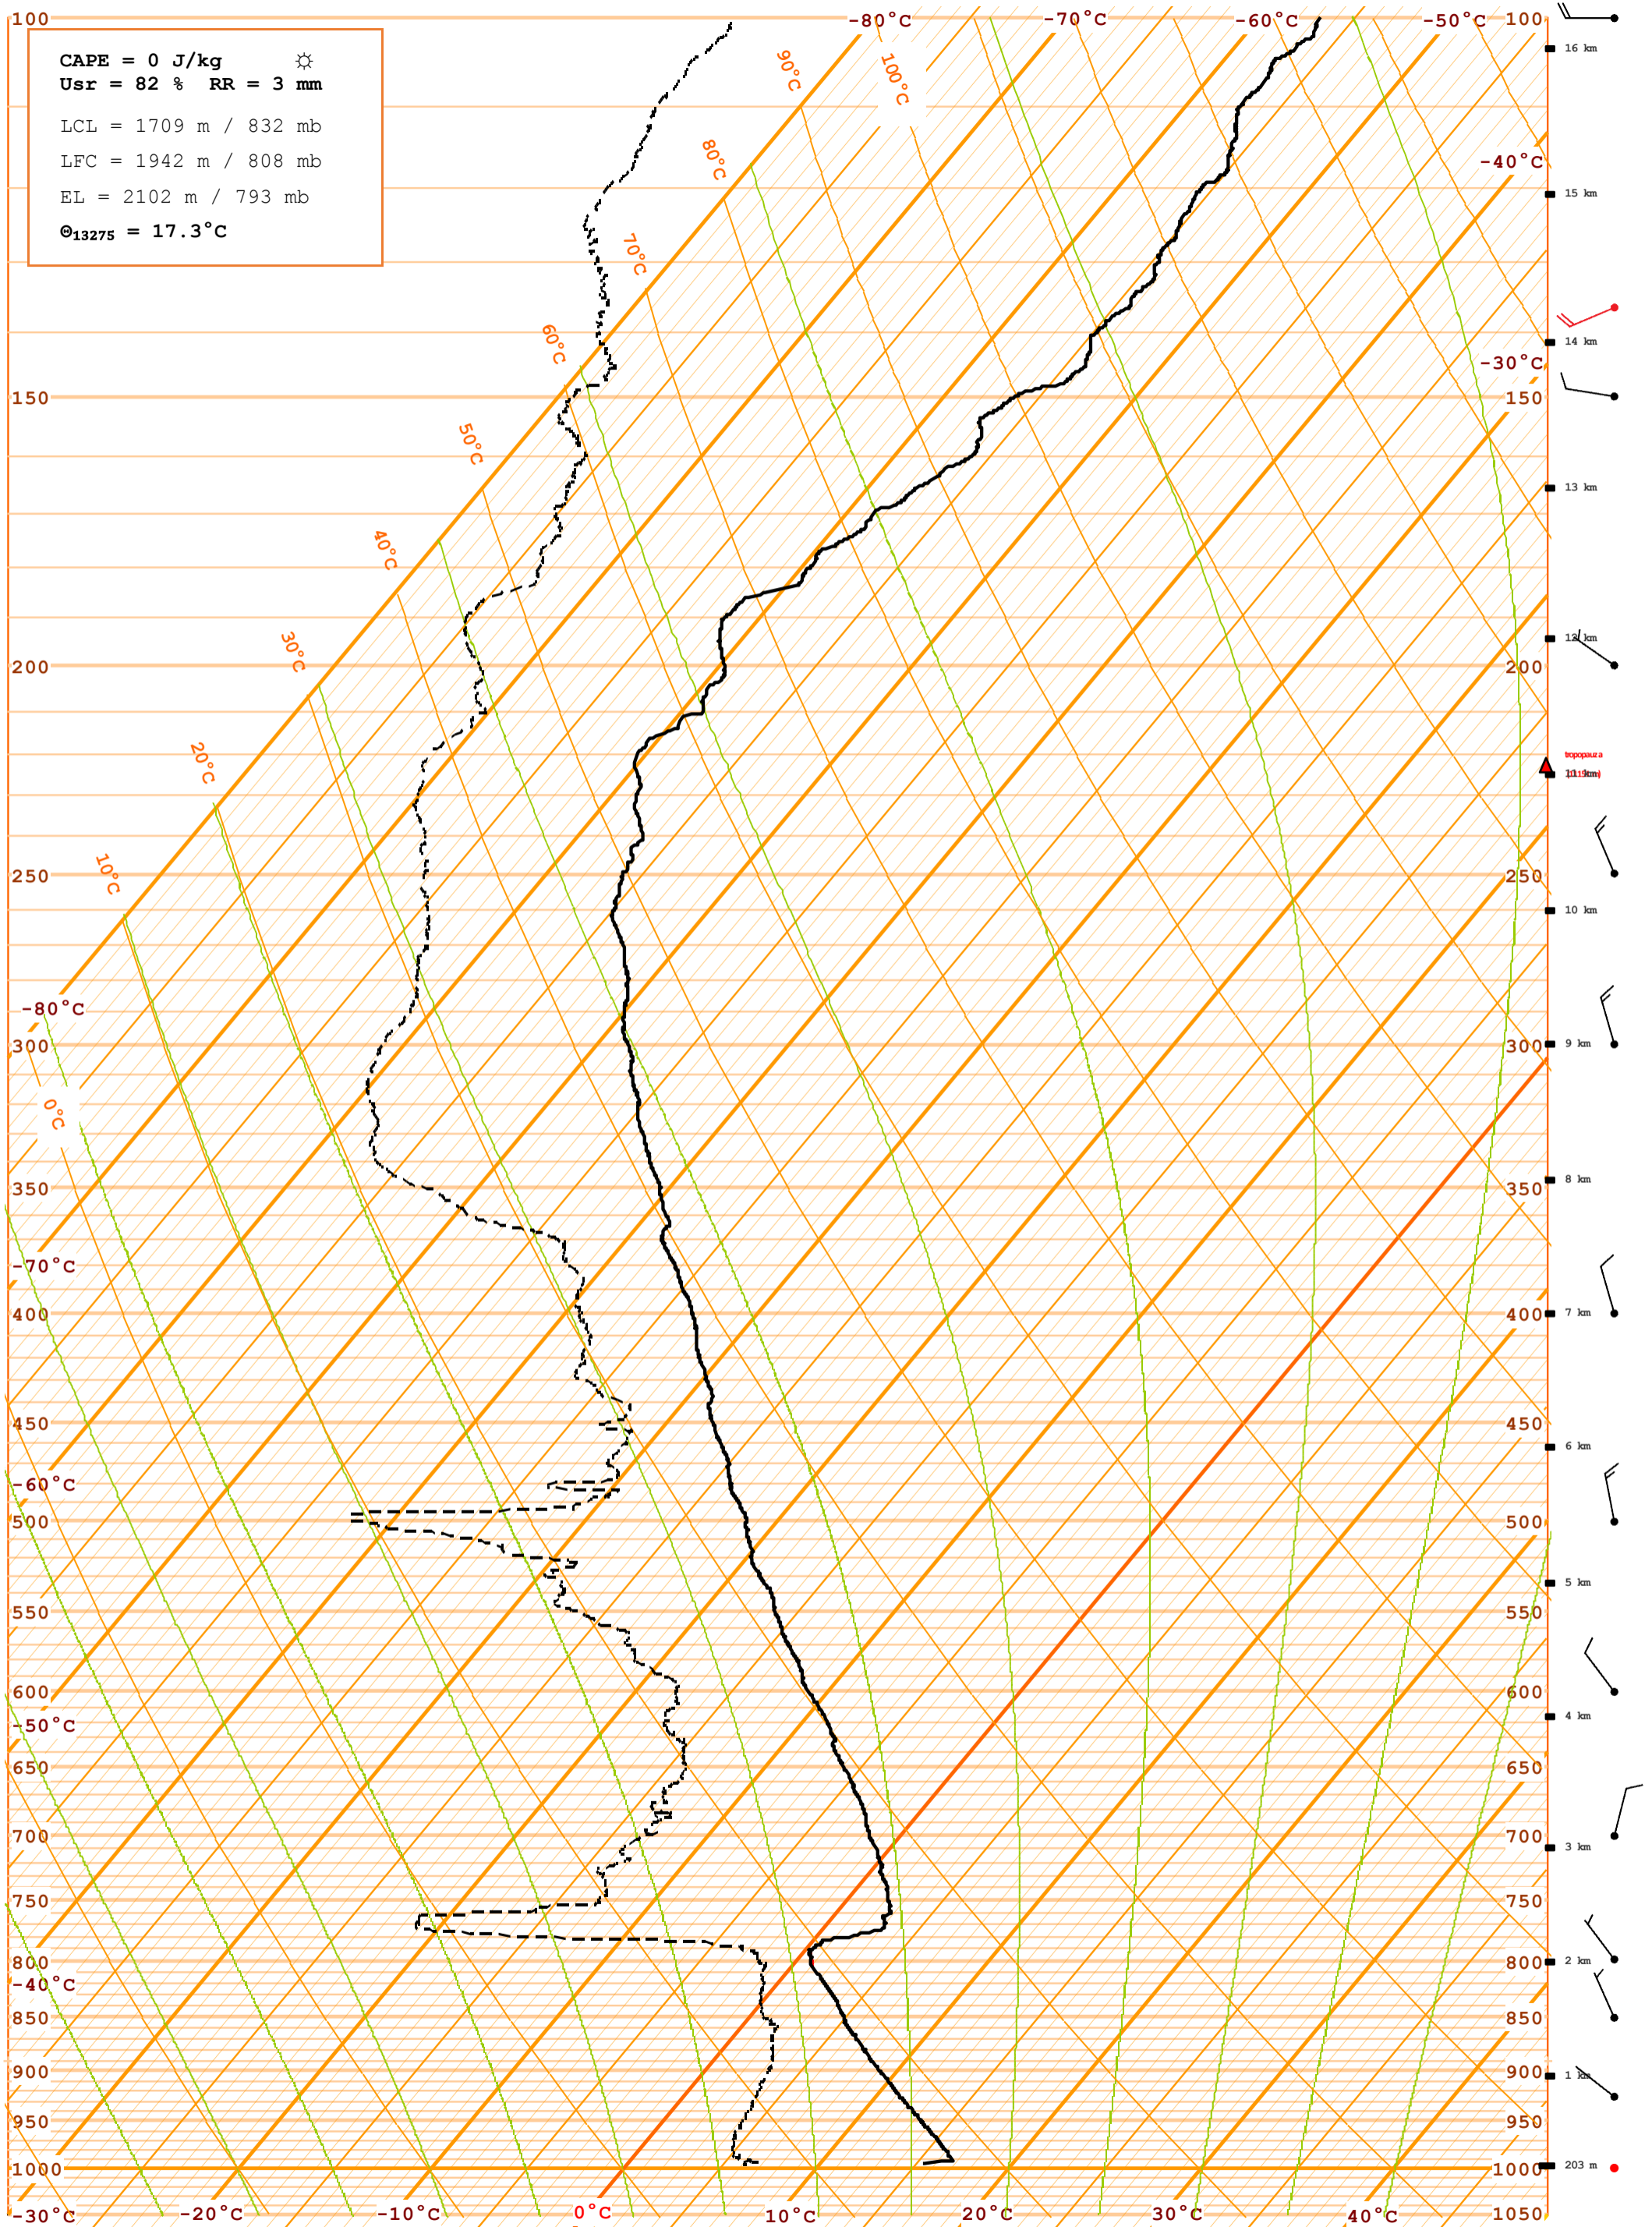 100
-80°C
-70°C
-60°C
-50°C
100
16 km
CAPE = 0 J/kg ☼
Usr = 82 % RR = 3 mm
LCL = 1709 m / 832 mb
LFC = 1942 m / 808 mb
EL = 2102 m / 793 mb
Θ13275 = 17.3°C
90°C
100°C
80°C
-40°C
15 km
70°C
60°C
14 km
-30°C
150
150
50°C
13 km
40°C
30°C
12 km
200
200
20°C
tropopauza
11 km
10°C
250
250
10 km
-80°C
300
300
9 km
0°C
350
350
8 km
-70°C
400
400
7 km
450
450
6 km
-60°C
500
500
5 km
550
550
600
600
4 km
-50°C
650
650
700
700
3 km
750
750
800
800
2 km
-40°C
850
850
900
900
1 km
950
950
1000
1000
203 m
-30°C
-20°C
-10°C
0°C
10°C
20°C
30°C
40°C
1050